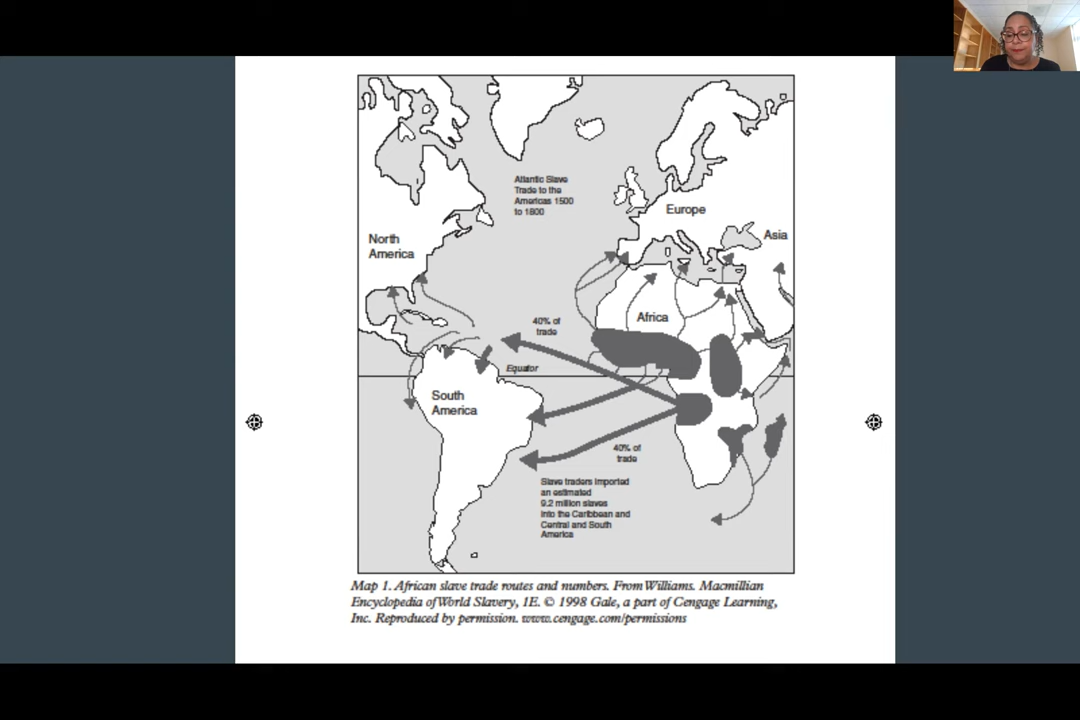 Atlantic Slave
Trade to the
Americas 1500
to 1800
Europe
Asia
North
America
Africa
40% of
trade
Equator
South
America
40% of
trade
Slave traders imported
an estimated
9.2 million slaves
into the Caribbean and
Central and South
America
Map 1. African slave trade routes and numbers. From Williams. Macmillian
Encyclopedia of World Slavery, 1E. © 1998 Gale, a part of Cengage Learning,
Inc. Reproduced by permission. www.cengage.com/permissions